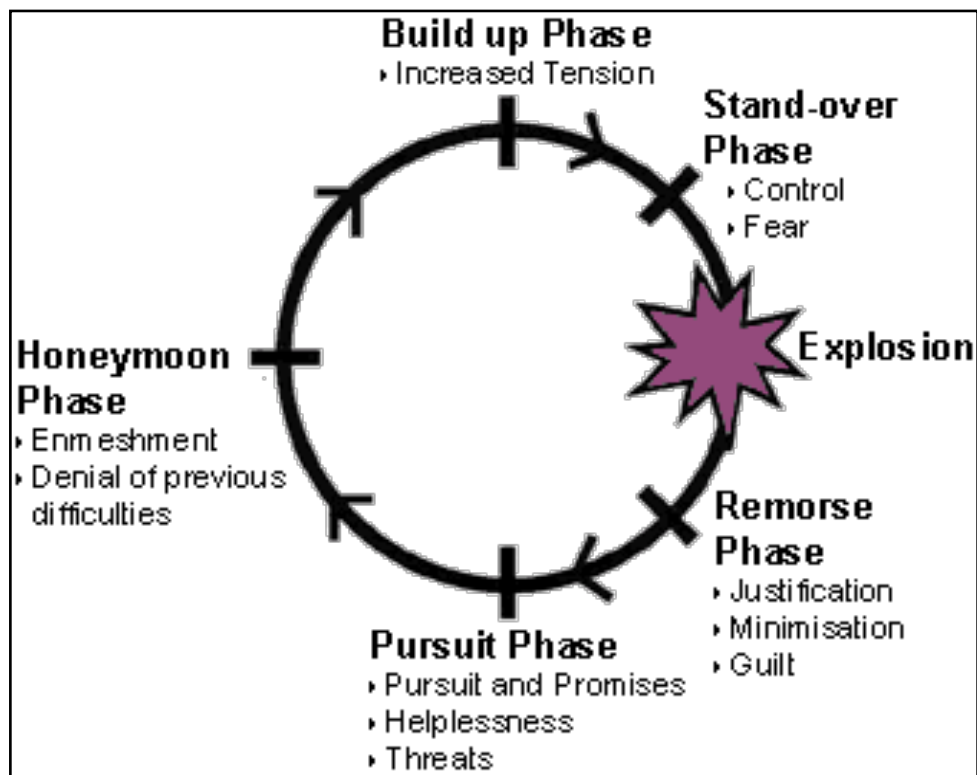 Build up Phase
‣ Increased Tension
Stand-over
Phase
‣ Control
‣ Fear
Explosion
Remorse
Phase
‣ Justification
‣ Minimisation
‣ Guilt
Pursuit Phase
‣ Pursuit and Promises
‣ Helplessness
‣ Threats
Honeymoon
Phase
‣ Enmeshment
‣ Denial of previous
difficulties